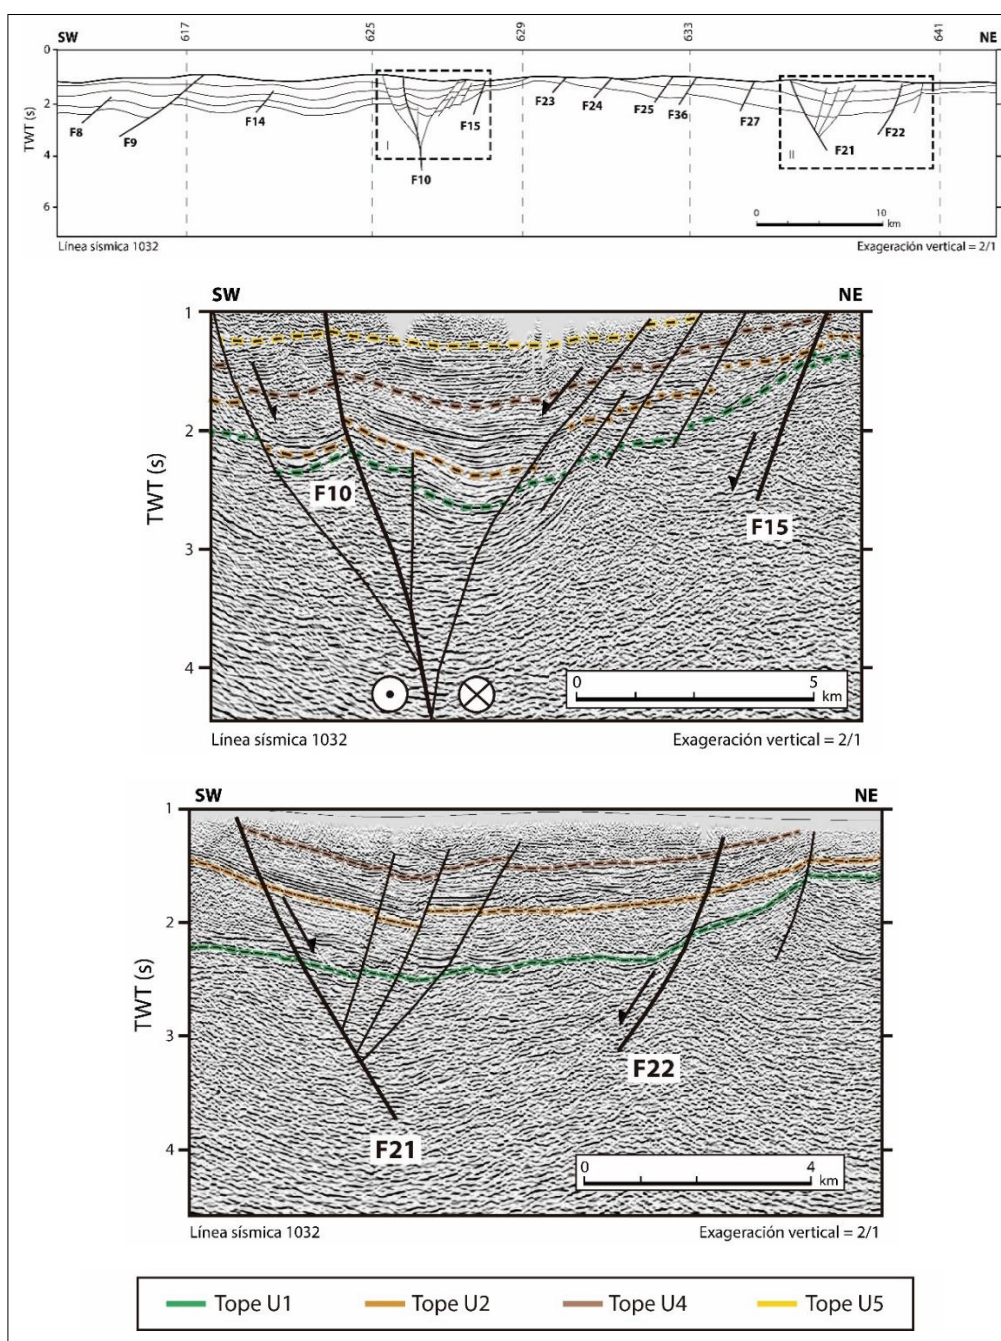 SW 617 625 629 633 641 NE
0
2
4
6
TWT (s)
F8 F9 F14 F15 F23 F24 F25 F36 F27 F21 F22
I II
F10
0 10
km
Línea sísmica 1032 Exageración vertical = 2/1
SW NE
1
2
3
4
TWT (s)
F10
F15
0 5
km
Línea sísmica 1032 Exageración vertical = 2/1
SW NE
1
2
3
4
TWT (s)
F22
F21
0 4
km
Línea sísmica 1032 Exageración vertical = 2/1
Tope U1 Tope U2 Tope U4 Tope U5